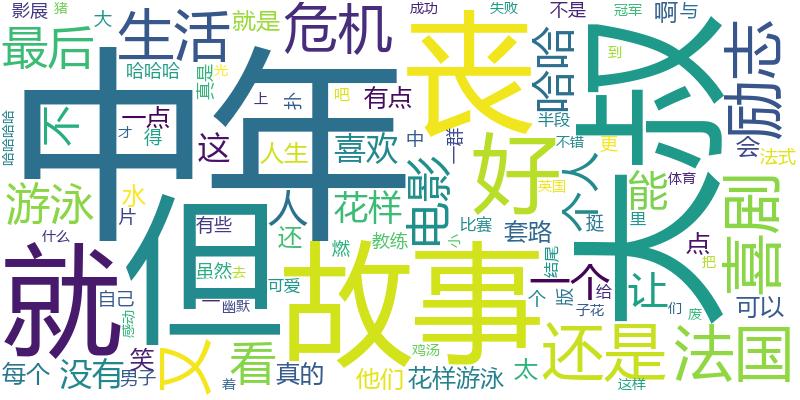 影展
猪
大
就是
危机
成功
失败
不是
冠军
啊
与
最后
生活
哈哈哈
真是
光
上
扑
吧
有点
丧
哈哈
到
大叔
励志
哈哈哈哈
不
一点
才
得
中年
这
人生
喜欢
中
一群
半段
不错
更
会
法式
游泳
水
片
人
花样
电影
好
英国
个人
能
体育
喜剧
什么
有些
还
燃
教练
小
比赛
套路
挺
里
点
就
但
虽然
去
可爱
故事
结尾
一个
版
给
让
把
自己
感动
一
幽默
个
子花
们
废
可以
每个
没有
笑
男子
又
着
看
真的
他们
鸡汤
花样游泳
太
还是
这样
法国